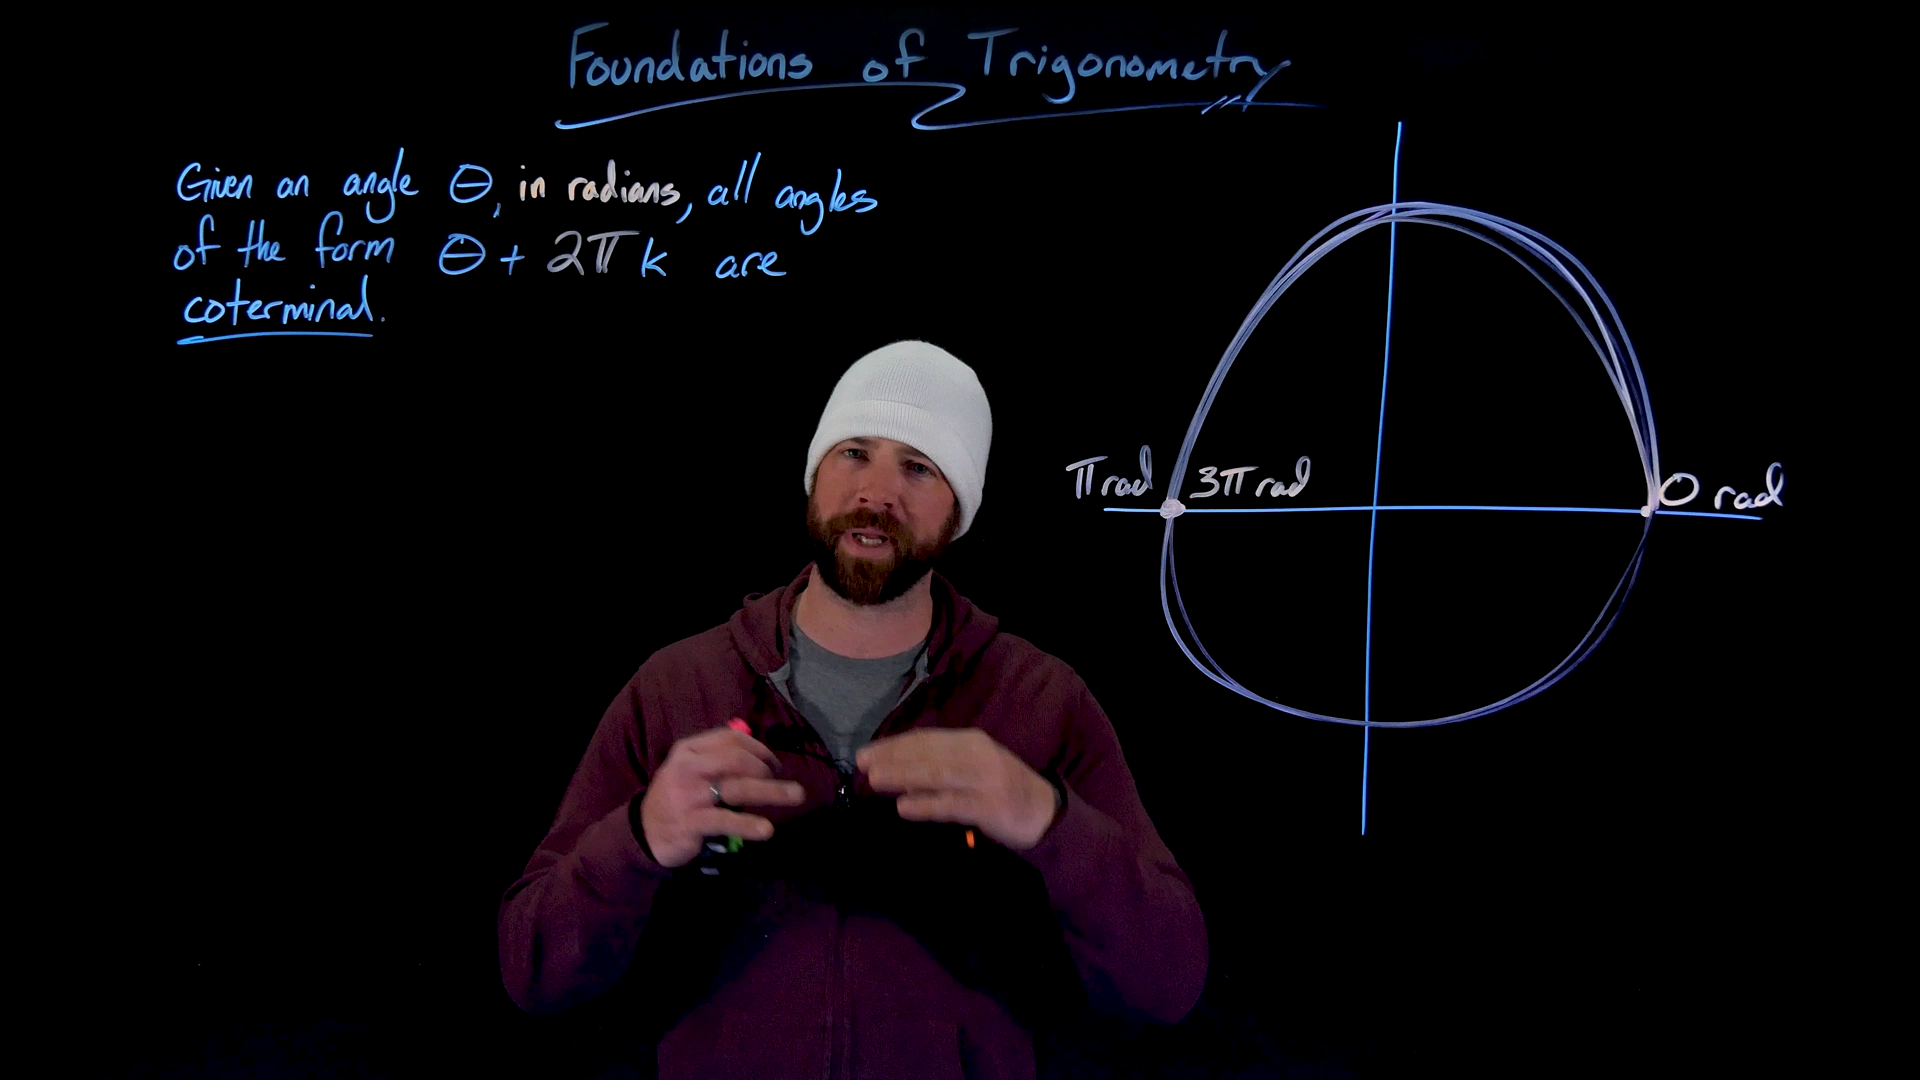 Foundations of Trigonometry
Given an angle θ, in radians, all angles
of the form θ + 2πk are
coterminal.
π rad 3π rad 0 rad